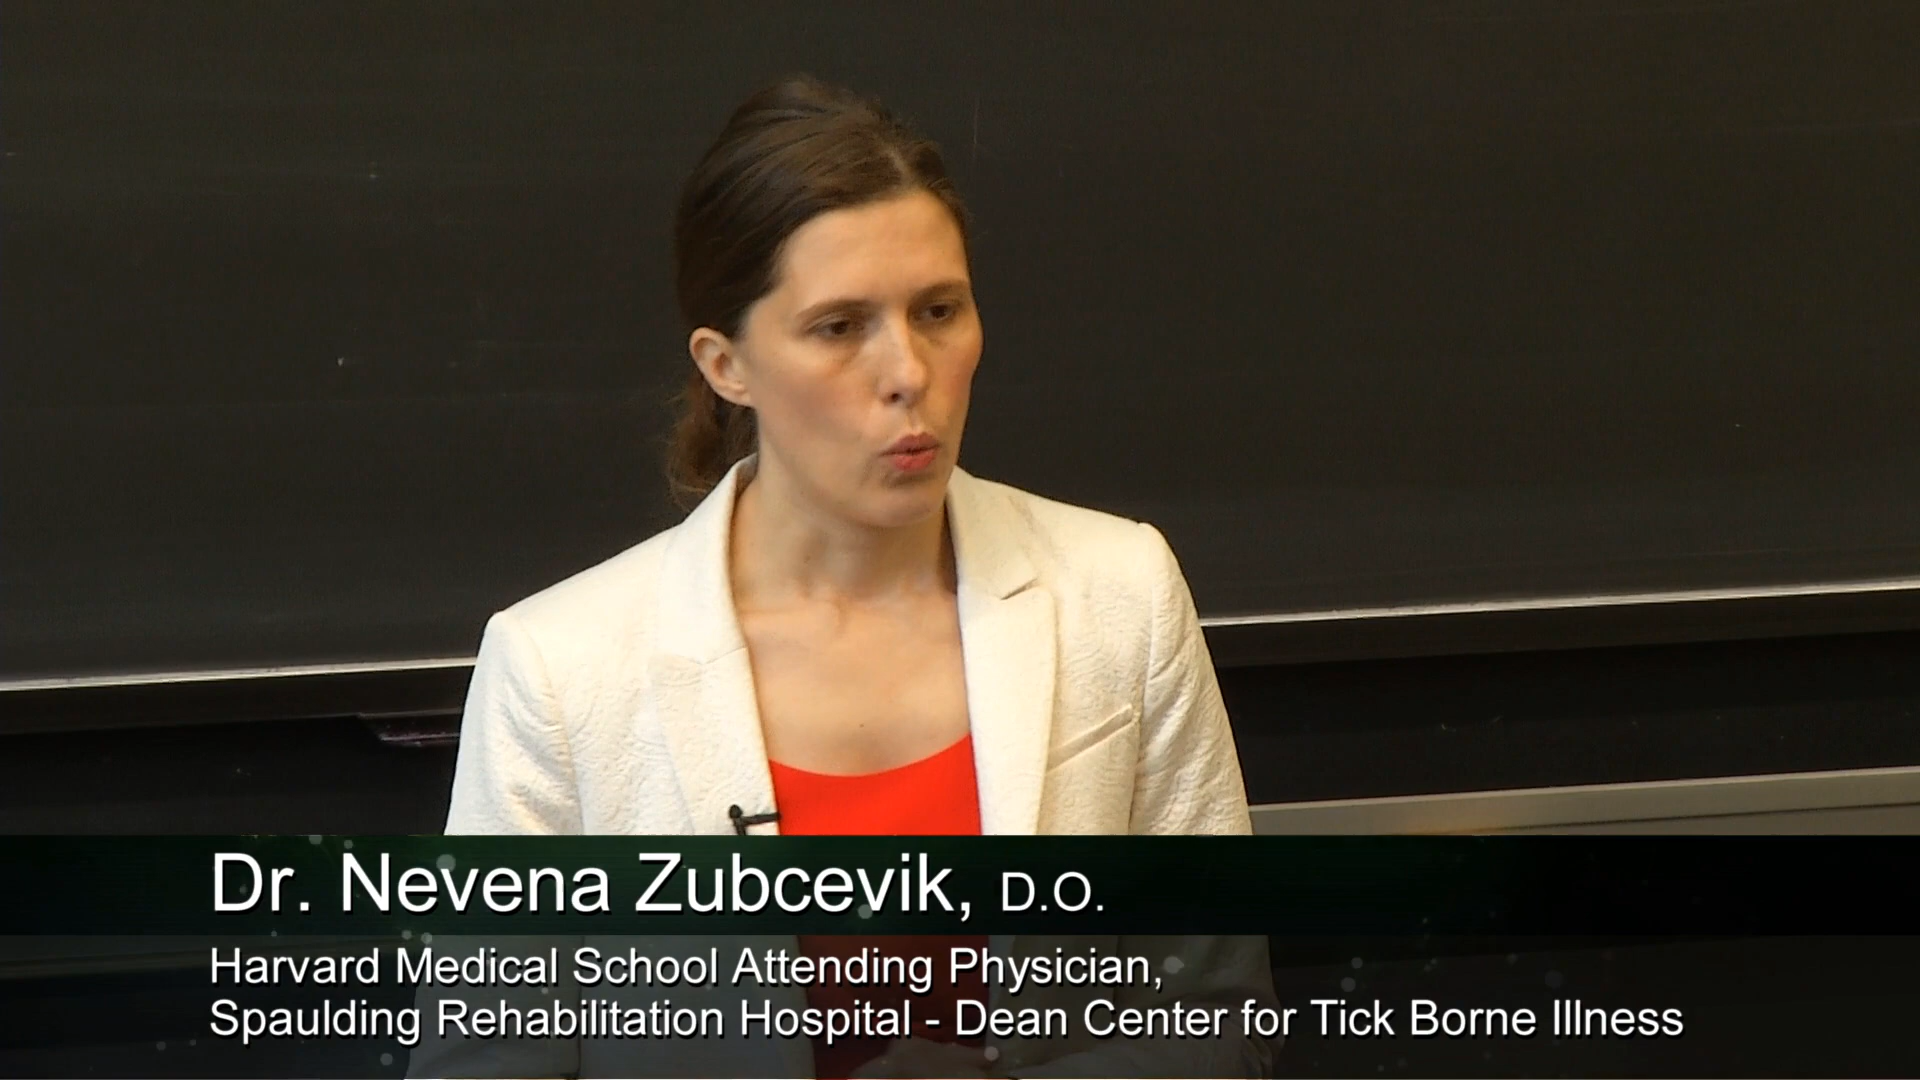 Dr. Nevena Zubcevik, D.O.
Harvard Medical School Attending Physician,
Spaulding Rehabilitation Hospital - Dean Center for Tick Borne Illness